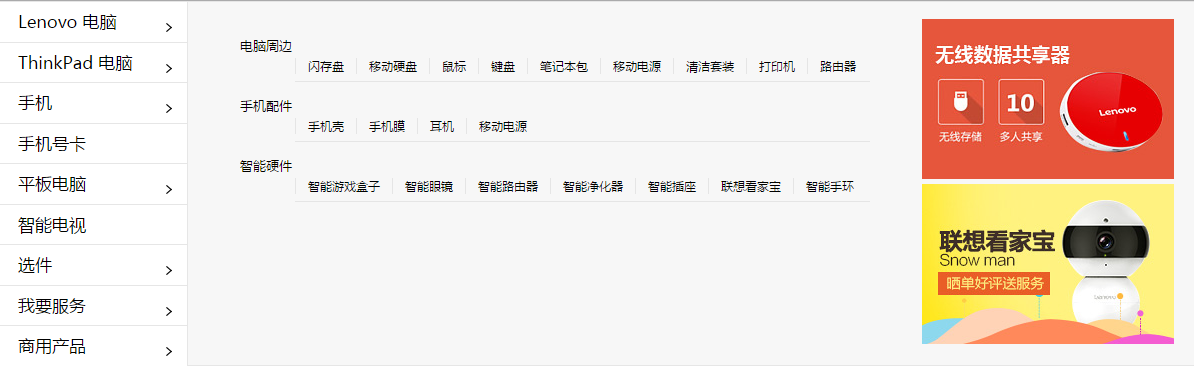 Lenovo 电脑
ThinkPad 电脑
手机
手机号卡
平板电脑
智能电视
选件
我要服务
商用产品
电脑周边
闪存盘 移动硬盘 鼠标 键盘 笔记本包 移动电源 清洁套装 打印机 路由器
手机配件
手机壳 手机膜 耳机 移动电源
智能硬件
智能游戏盒子 智能眼镜 智能路由器 智能净化器 智能插座 联想看家宝 智能手环
无线数据共享器
10
无线存储 多人共享
Lenovo
联想看家宝
Snow man
晒单好评送服务
Lenovo